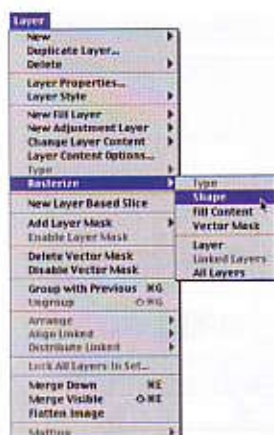 Layer
New
Duplicate Layer...
Delete
Layer Properties...
Layer Style
New Fill Layer
New Adjustment Layer
Change Layer Content
Layer Content Options...
Type
Rasterize
New Layer Based Slice
Add Layer Mask
Enable Layer Mask
Delete Vector Mask
Disable Vector Mask
Group with Previous ⌘G
Ungroup ⇧⌘G
Arrange
Align Linked
Distribute Linked
Lock All Layers In Set...
Merge Down ⌘E
Merge Visible ⇧⌘E
Flatten Image
Matting
Type
Shape
Fill Content
Vector Mask
Layer
Linked Layers
All Layers